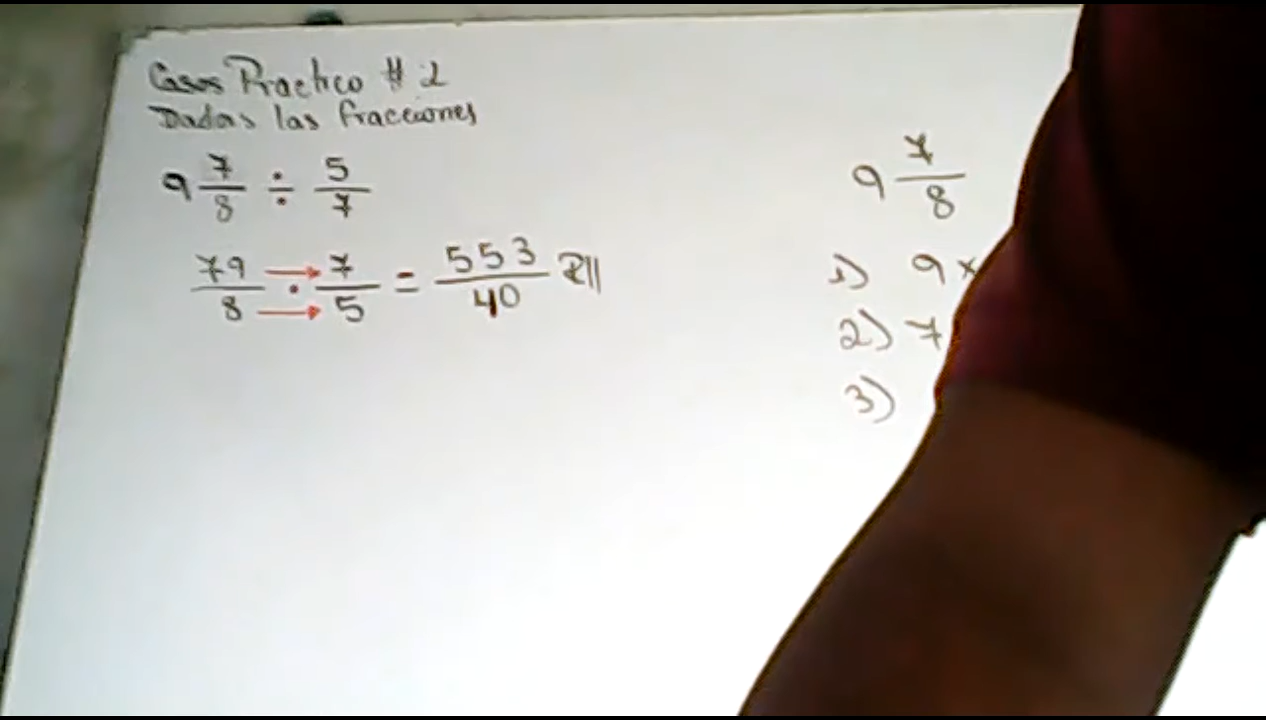 Casos Practico # 2
Dadas las fracciones
9 7/8 ÷ 5/7
79/8 · 7/5 = 553/40 R//
9 7/8
1) 9 x
2) 7
3)